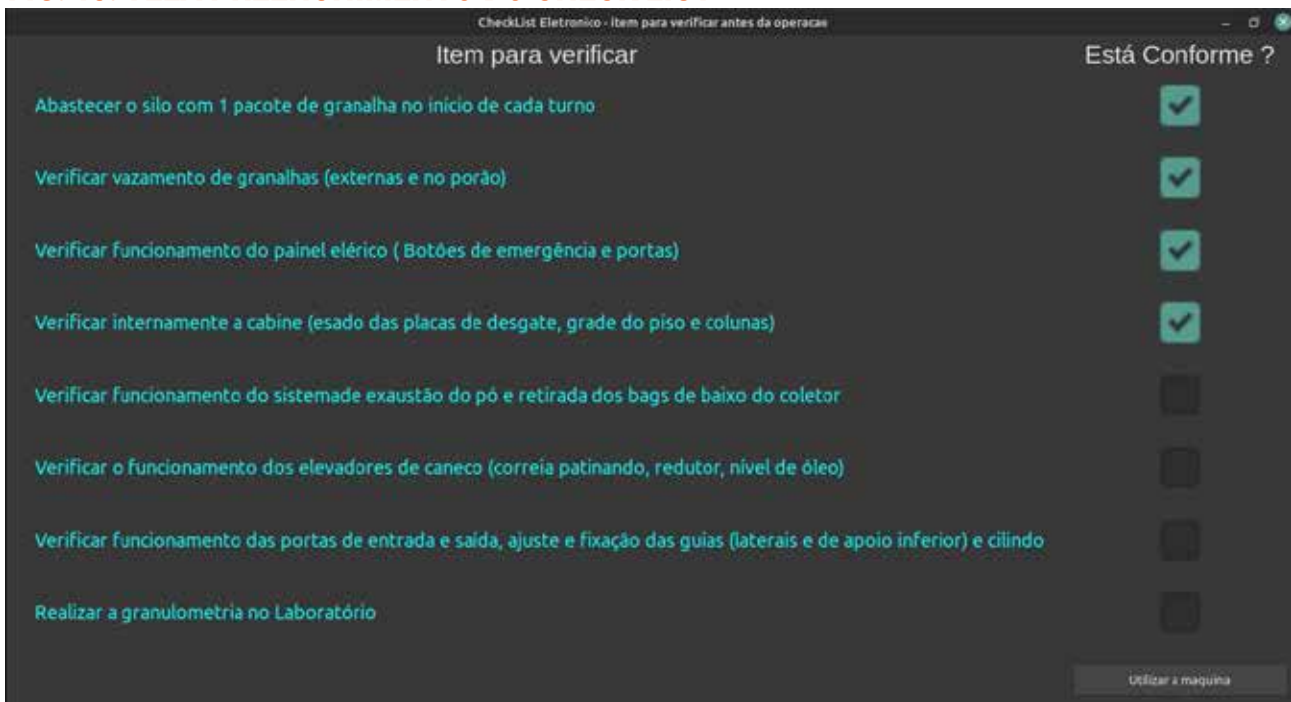 CheckList Eletronico - item para verificar antes da operacao
Item para verificar
Está Conforme ?
Abastecer o silo com 1 pacote de granalha no início de cada turno
Verificar vazamento de granalhas (externas e no porão)
Verificar funcionamento do painel elérico ( Botões de emergência e portas)
Verificar internamente a cabine (esado das placas de desgate, grade do piso e colunas)
Verificar funcionamento do sistemade exaustão do pó e retirada dos bags de baixo do coletor
Verificar o funcionamento dos elevadores de caneco (correia patinando, redutor, nível de óleo)
Verificar funcionamento das portas de entrada e saída, ajuste e fixação das guias (laterais e de apoio inferior) e cilindo
Realizar a granulometria no Laboratório
Utilizar a maquina